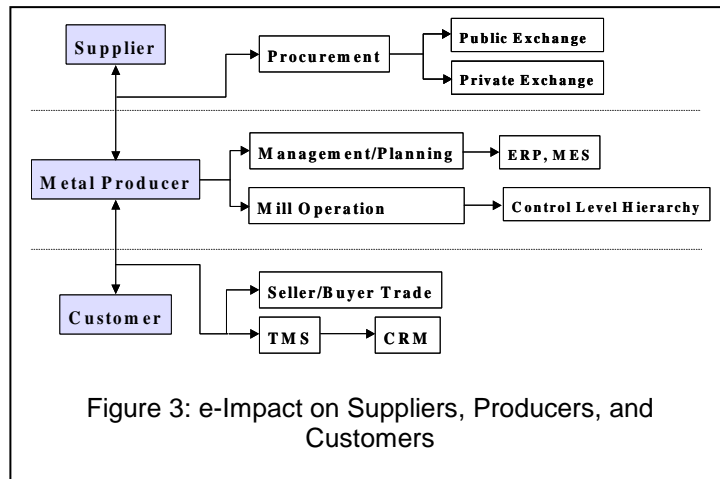 Supplier
Procurement
Public Exchange
Private Exchange
Metal Producer
Management/Planning
ERP, MES
Mill Operation
Control Level Hierarchy
Customer
Seller/Buyer Trade
TMS
CRM
Figure 3: e-Impact on Suppliers, Producers, and
Customers